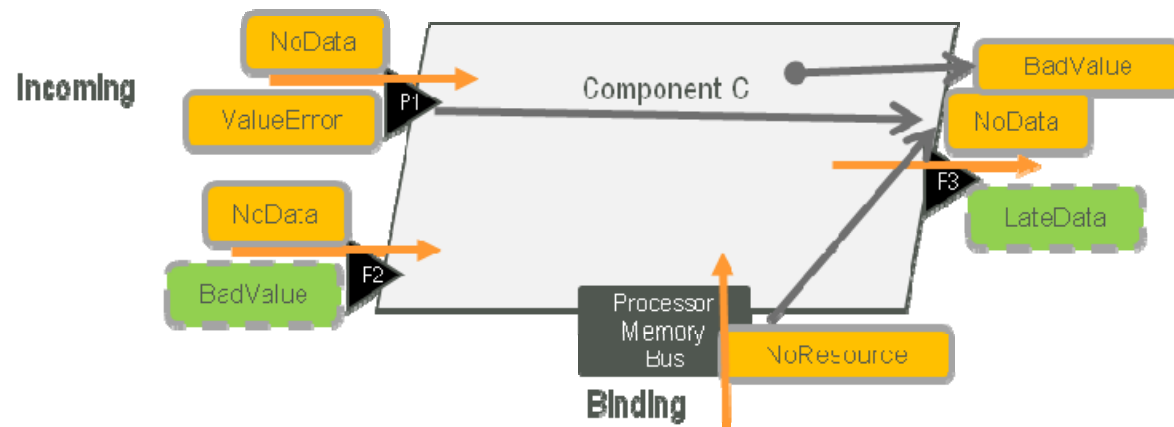 NoData
BadValue
Incoming
P1
Component C
ValueError
NoData
F3
NoData
LateData
F2
BadValue
Processor
Memory
Bus
NoResource
Binding